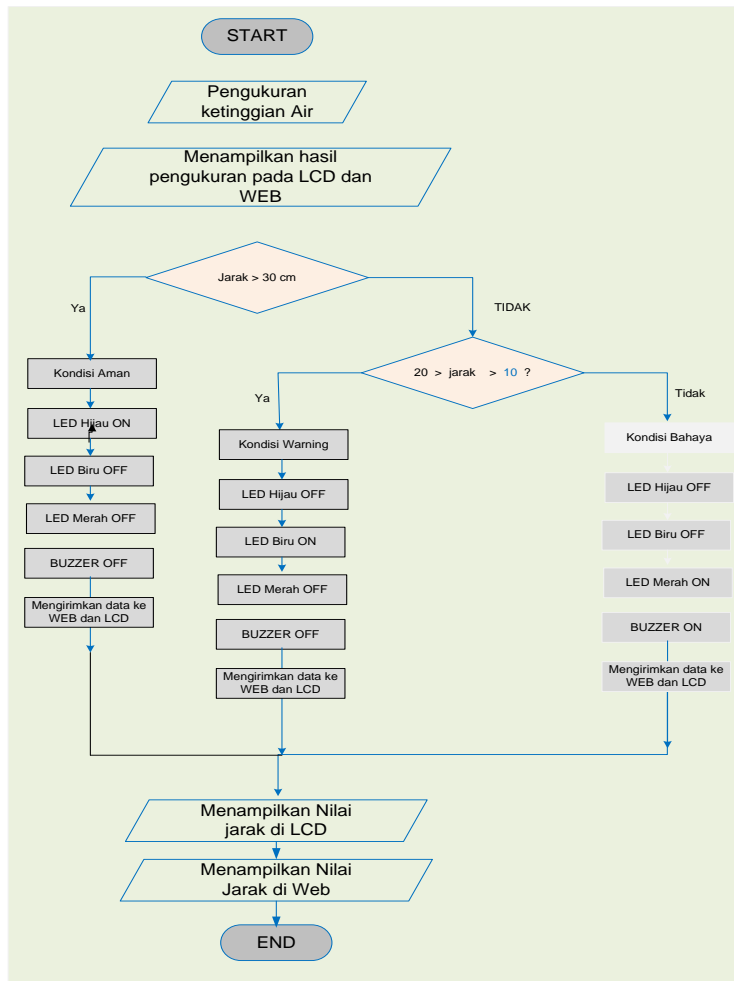 START
Pengukuran
ketinggian Air
Menampilkan hasil
pengukuran pada LCD dan
WEB
Jarak > 30 cm
Ya
TIDAK
Kondisi Aman
LED Hijau ON
LED Biru OFF
LED Merah OFF
BUZZER OFF
Mengirimkan data ke
WEB dan LCD
20 > jarak > 10 ?
Ya
Tidak
Kondisi Warning
LED Hijau OFF
LED Biru ON
LED Merah OFF
BUZZER OFF
Mengirimkan data ke
WEB dan LCD
Kondisi Bahaya
LED Hijau OFF
LED Biru OFF
LED Merah ON
BUZZER ON
Mengirimkan data ke
WEB dan LCD
Menampilkan Nilai
jarak di LCD
Menampilkan Nilai
Jarak di Web
END